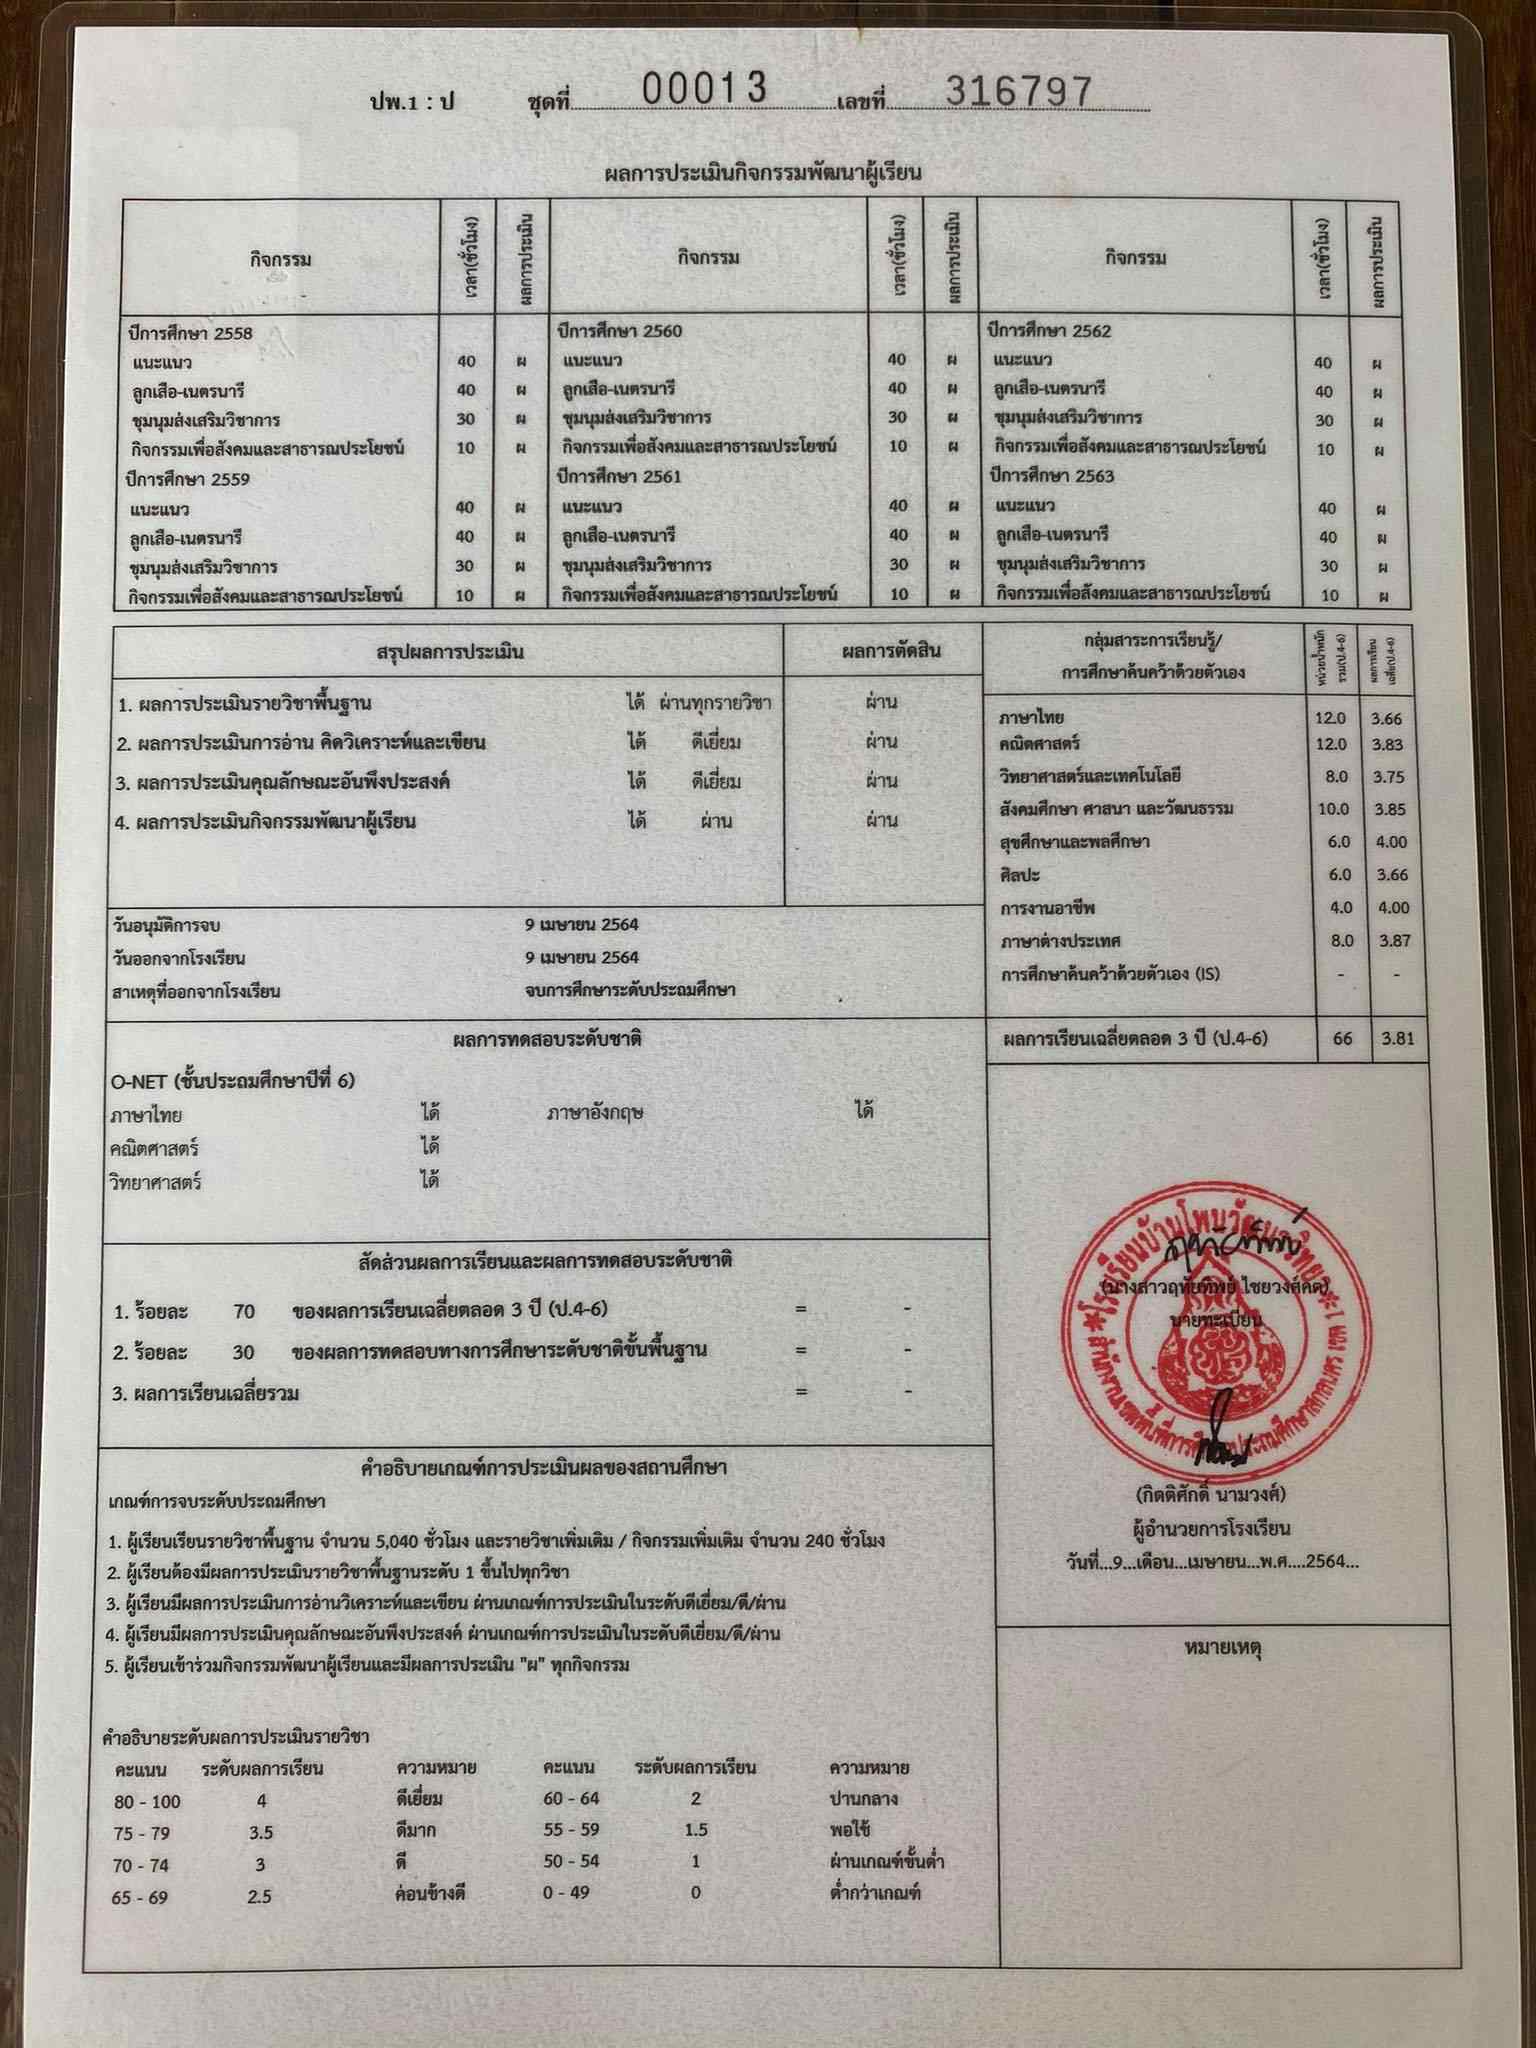 ปพ.1 : ป ชุดที่ 00013 เลขที่ 316797
ผลการประเมินกิจกรรมพัฒนาผู้เรียน
กิจกรรม เวลา(ชั่วโมง) ผลการประเมิน กิจกรรม เวลา(ชั่วโมง) ผลการประเมิน กิจกรรม เวลา(ชั่วโมง) ผลการประเมิน
ปีการศึกษา 2558 ปีการศึกษา 2560 ปีการศึกษา 2562
แนะแนว 40 ผ แนะแนว 40 ผ แนะแนว 40 ผ
ลูกเสือ-เนตรนารี 40 ผ ลูกเสือ-เนตรนารี 40 ผ ลูกเสือ-เนตรนารี 40 ผ
ชุมนุมส่งเสริมวิชาการ 30 ผ ชุมนุมส่งเสริมวิชาการ 30 ผ ชุมนุมส่งเสริมวิชาการ 30 ผ
กิจกรรมเพื่อสังคมและสาธารณประโยชน์ 10 ผ กิจกรรมเพื่อสังคมและสาธารณประโยชน์ 10 ผ กิจกรรมเพื่อสังคมและสาธารณประโยชน์ 10 ผ
ปีการศึกษา 2559 ปีการศึกษา 2561 ปีการศึกษา 2563
แนะแนว 40 ผ แนะแนว 40 ผ แนะแนว 40 ผ
ลูกเสือ-เนตรนารี 40 ผ ลูกเสือ-เนตรนารี 40 ผ ลูกเสือ-เนตรนารี 40 ผ
ชุมนุมส่งเสริมวิชาการ 30 ผ ชุมนุมส่งเสริมวิชาการ 30 ผ ชุมนุมส่งเสริมวิชาการ 30 ผ
กิจกรรมเพื่อสังคมและสาธารณประโยชน์ 10 ผ กิจกรรมเพื่อสังคมและสาธารณประโยชน์ 10 ผ กิจกรรมเพื่อสังคมและสาธารณประโยชน์ 10 ผ
สรุปผลการประเมิน ผลการตัดสิน
1. ผลการประเมินรายวิชาพื้นฐาน ได้ ผ่านทุกรายวิชา ผ่าน
2. ผลการประเมินการอ่าน คิดวิเคราะห์และเขียน ได้ ดีเยี่ยม ผ่าน
3. ผลการประเมินคุณลักษณะอันพึงประสงค์ ได้ ดีเยี่ยม ผ่าน
4. ผลการประเมินกิจกรรมพัฒนาผู้เรียน ได้ ผ่าน ผ่าน
วันอนุมัติการจบ 9 เมษายน 2564
วันออกจากโรงเรียน 9 เมษายน 2564
สาเหตุที่ออกจากโรงเรียน จบการศึกษาระดับประถมศึกษา
กลุ่มสาระการเรียนรู้/
การศึกษาค้นคว้าด้วยตัวเอง
หน่วยน้ำหนัก
รวม(ป.4-6)
ผลการเรียน
เฉลี่ย(ป.4-6)
ภาษาไทย 12.0 3.66
คณิตศาสตร์ 12.0 3.83
วิทยาศาสตร์และเทคโนโลยี 8.0 3.75
สังคมศึกษา ศาสนา และวัฒนธรรม 10.0 3.85
สุขศึกษาและพลศึกษา 6.0 4.00
ศิลปะ 6.0 3.66
การงานอาชีพ 4.0 4.00
ภาษาต่างประเทศ 8.0 3.87
การศึกษาค้นคว้าด้วยตัวเอง (IS) - -
ผลการเรียนเฉลี่ยตลอด 3 ปี (ป.4-6) 66 3.81
ผลการทดสอบระดับชาติ
O-NET (ชั้นประถมศึกษาปีที่ 6)
ภาษาไทย ได้ ภาษาอังกฤษ ได้
คณิตศาสตร์ ได้
วิทยาศาสตร์ ได้
สัดส่วนผลการเรียนและผลการทดสอบระดับชาติ
1. ร้อยละ 70 ของผลการเรียนเฉลี่ยตลอด 3 ปี (ป.4-6) = -
2. ร้อยละ 30 ของผลการทดสอบทางการศึกษาระดับชาติขั้นพื้นฐาน = -
3. ผลการเรียนเฉลี่ยรวม = -
(นางสาวฤทัยทิพย์ ไชยวงศ์คต)
นายทะเบียน
(กิตติศักดิ์ นามวงศ์)
ผู้อำนวยการโรงเรียน
วันที่...9...เดือน...เมษายน...พ.ศ....2564...
คำอธิบายเกณฑ์การประเมินผลของสถานศึกษา
เกณฑ์การจบระดับประถมศึกษา
1. ผู้เรียนเรียนรายวิชาพื้นฐาน จำนวน 5,040 ชั่วโมง และรายวิชาเพิ่มเติม / กิจกรรมเพิ่มเติม จำนวน 240 ชั่วโมง
2. ผู้เรียนต้องมีผลการประเมินรายวิชาพื้นฐานระดับ 1 ขึ้นไปทุกวิชา
3. ผู้เรียนมีผลการประเมินการอ่านวิเคราะห์และเขียน ผ่านเกณฑ์การประเมินในระดับดีเยี่ยม/ดี/ผ่าน
4. ผู้เรียนมีผลการประเมินคุณลักษณะอันพึงประสงค์ ผ่านเกณฑ์การประเมินในระดับดีเยี่ยม/ดี/ผ่าน
5. ผู้เรียนเข้าร่วมกิจกรรมพัฒนาผู้เรียนและมีผลการประเมิน "ผ" ทุกกิจกรรม
หมายเหตุ
คำอธิบายระดับผลการประเมินรายวิชา
คะแนน ระดับผลการเรียน ความหมาย คะแนน ระดับผลการเรียน ความหมาย
80 - 100 4 ดีเยี่ยม 60 - 64 2 ปานกลาง
75 - 79 3.5 ดีมาก 55 - 59 1.5 พอใช้
70 - 74 3 ดี 50 - 54 1 ผ่านเกณฑ์ขั้นต่ำ
65 - 69 2.5 ค่อนข้างดี 0 - 49 0 ต่ำกว่าเกณฑ์